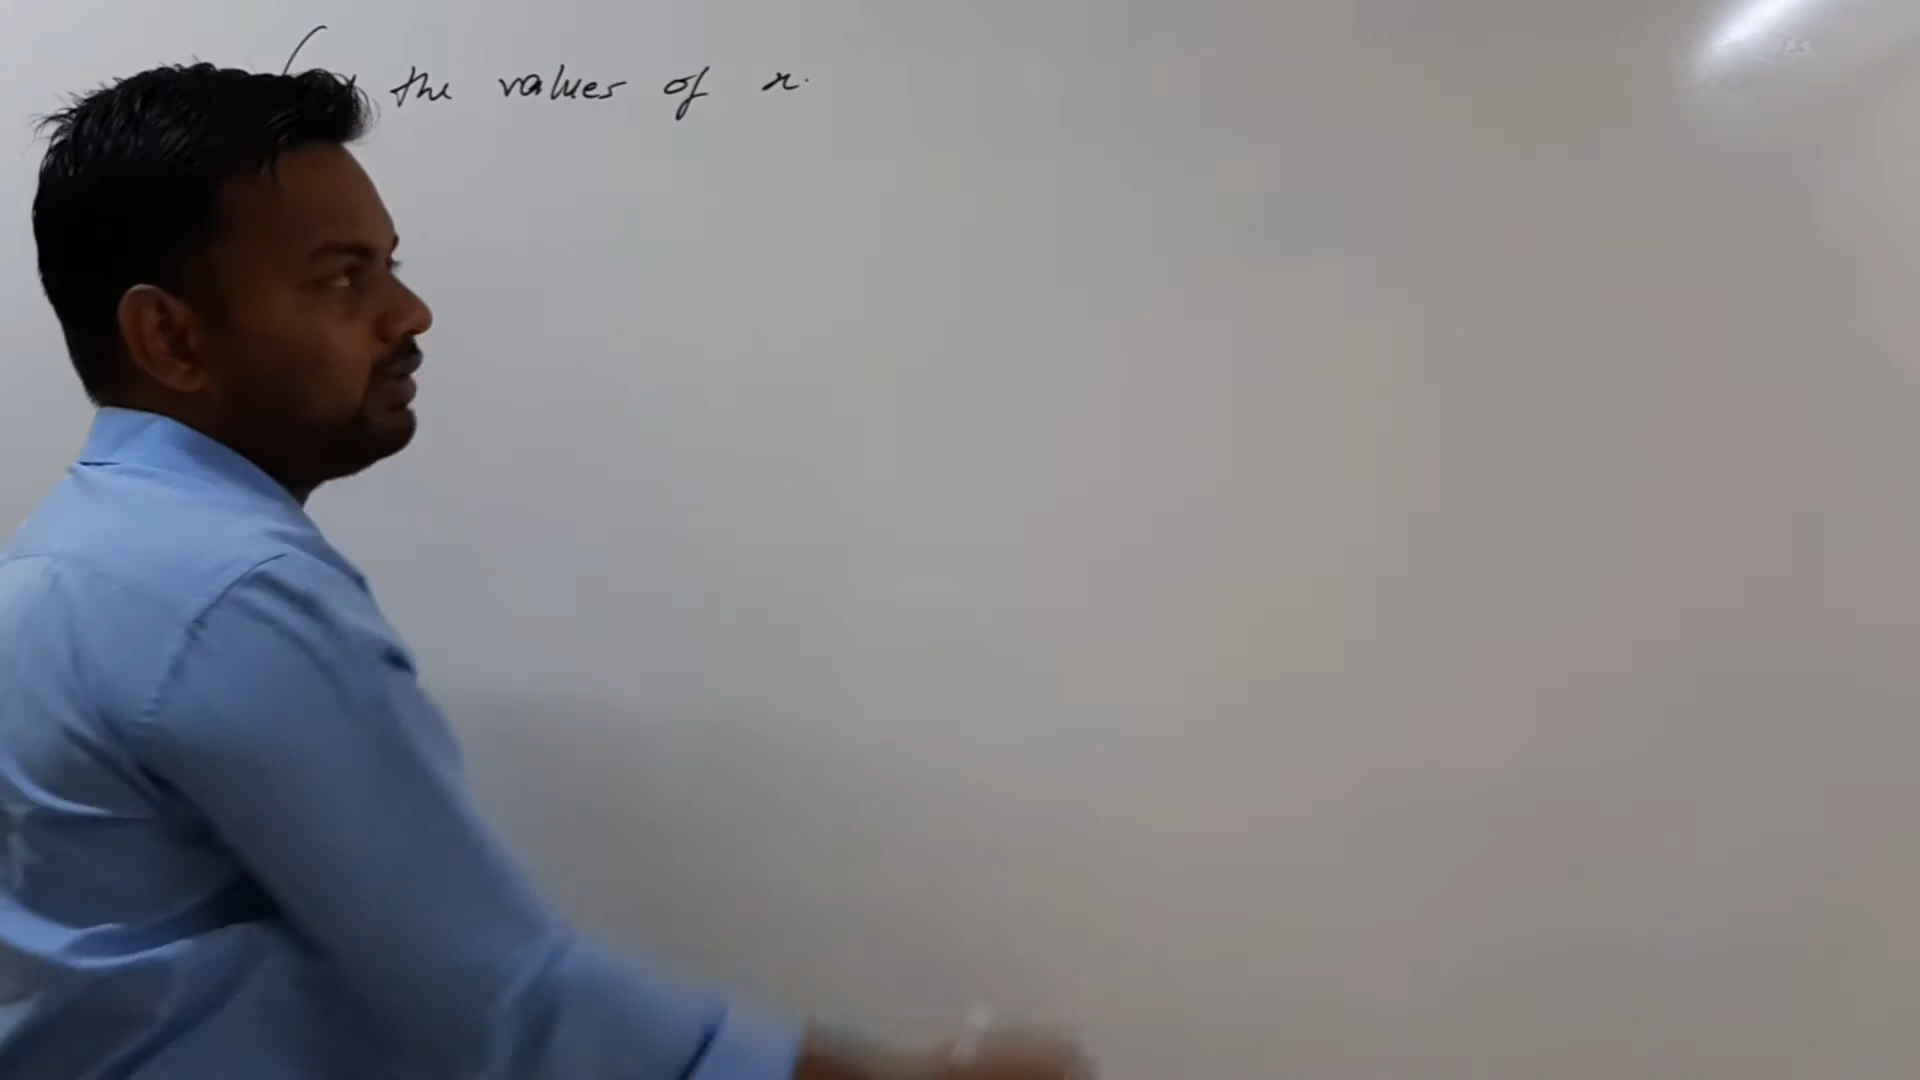 the values of x.